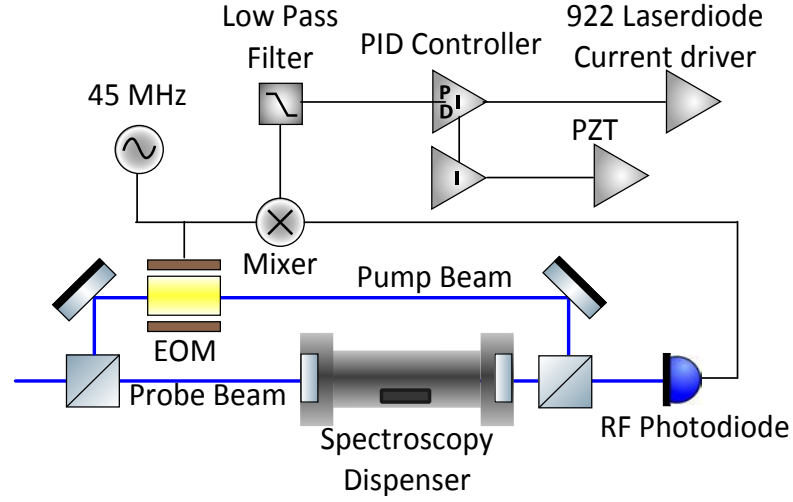 Low Pass
Filter
PID Controller
922 Laserdiode
Current driver
45 MHz
P
I
D
PZT
I
Mixer
Pump Beam
EOM
Probe Beam
RF Photodiode
Spectroscopy
Dispenser